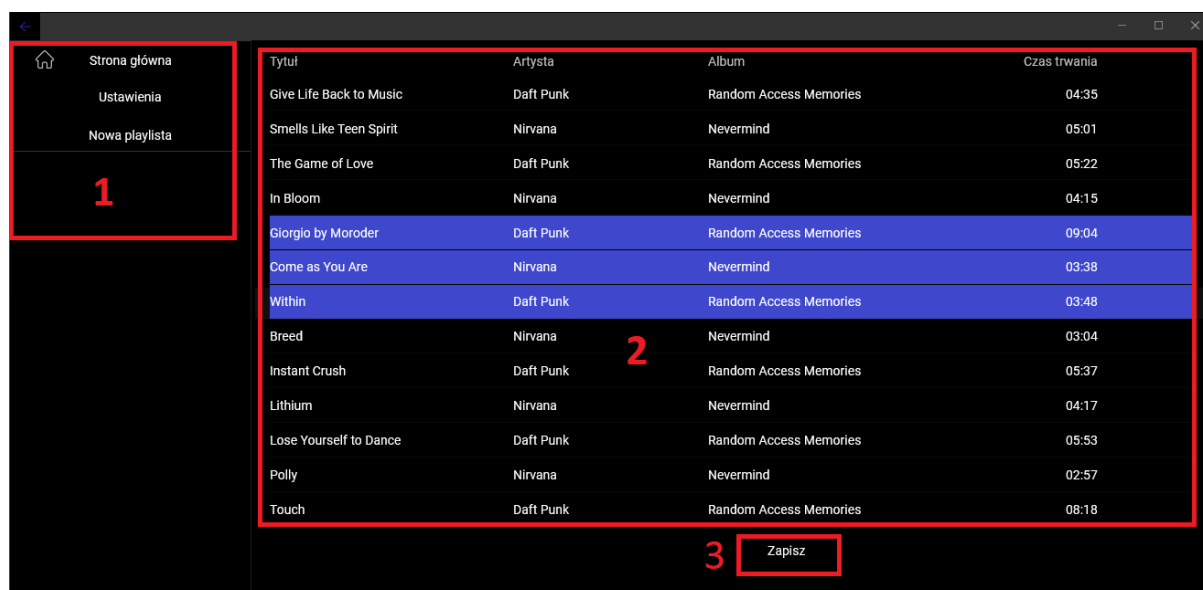 Strona główna
Ustawienia
Nowa playlista
1
Tytuł Artysta Album Czas trwania
Give Life Back to Music Daft Punk Random Access Memories 04:35
Smells Like Teen Spirit Nirvana Nevermind 05:01
The Game of Love Daft Punk Random Access Memories 05:22
In Bloom Nirvana Nevermind 04:15
Giorgio by Moroder Daft Punk Random Access Memories 09:04
Come as You Are Nirvana Nevermind 03:38
Within Daft Punk Random Access Memories 03:48
Breed Nirvana Nevermind 03:04
2
Instant Crush Daft Punk Random Access Memories 05:37
Lithium Nirvana Nevermind 04:17
Lose Yourself to Dance Daft Punk Random Access Memories 05:53
Polly Nirvana Nevermind 02:57
Touch Daft Punk Random Access Memories 08:18
3 Zapisz